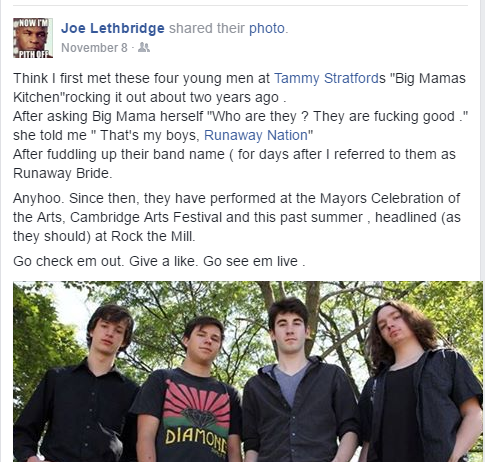 NOW I'M
PITH OFF
Joe Lethbridge shared their photo.
November 8 ·
Think I first met these four young men at Tammy Stratfords "Big Mamas
Kitchen"rocking it out about two years ago .
After asking Big Mama herself "Who are they ? They are fucking good ."
she told me " That's my boys, Runaway Nation"
After fuddling up their band name ( for days after I referred to them as
Runaway Bride.
Anyhoo. Since then, they have performed at the Mayors Celebration of
the Arts, Cambridge Arts Festival and this past summer , headlined (as
they should) at Rock the Mill.
Go check em out. Give a like. Go see em live .
DIAMOND